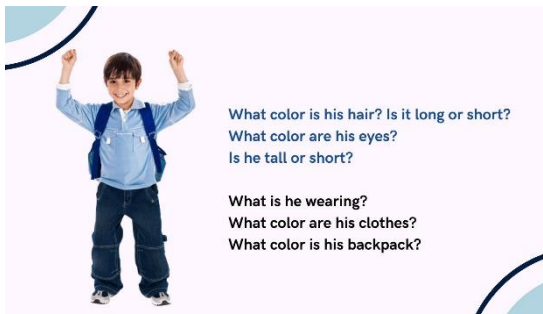 What color is his hair? Is it long or short?
What color are his eyes?
Is he tall or short?
What is he wearing?
What color are his clothes?
What color is his backpack?